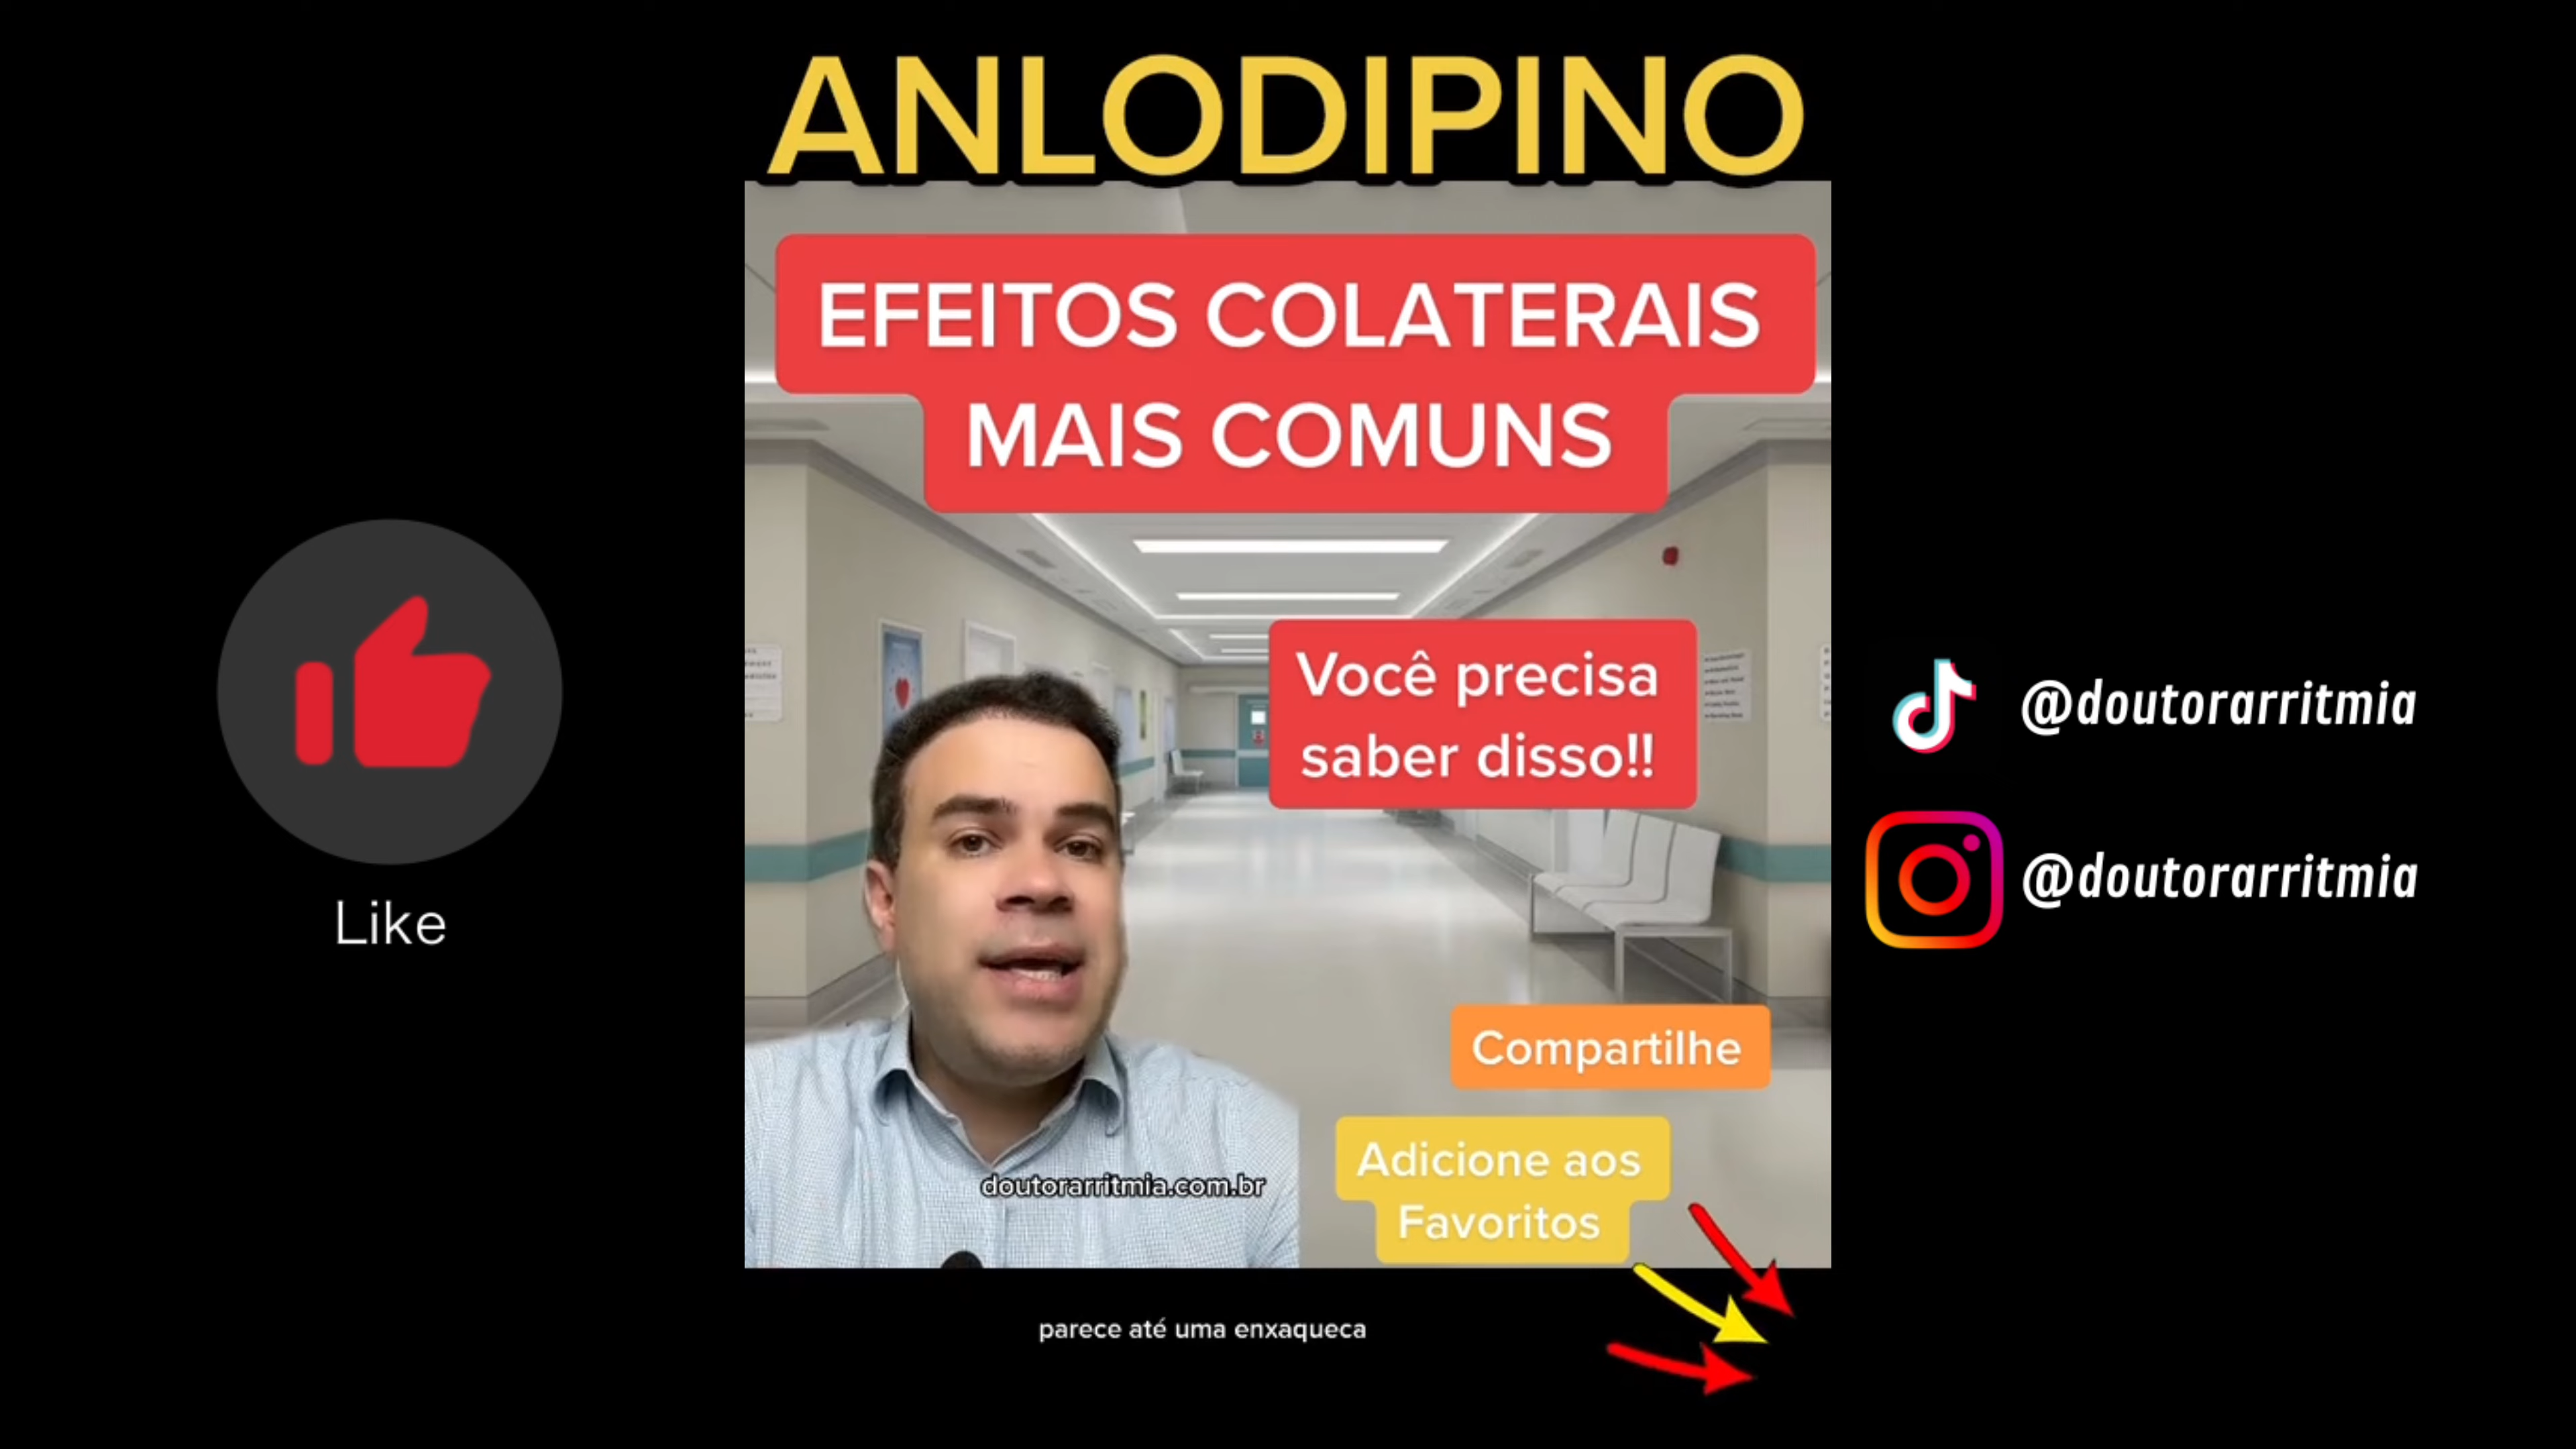 ANLODIPINO
EFEITOS COLATERAIS
MAIS COMUNS
Você precisa
saber disso!!
Like
@doutorarritmia
@doutorarritmia
Compartilhe
Adicione aos
Favoritos
doutorarritmia.com.br
parece até uma enxaqueca